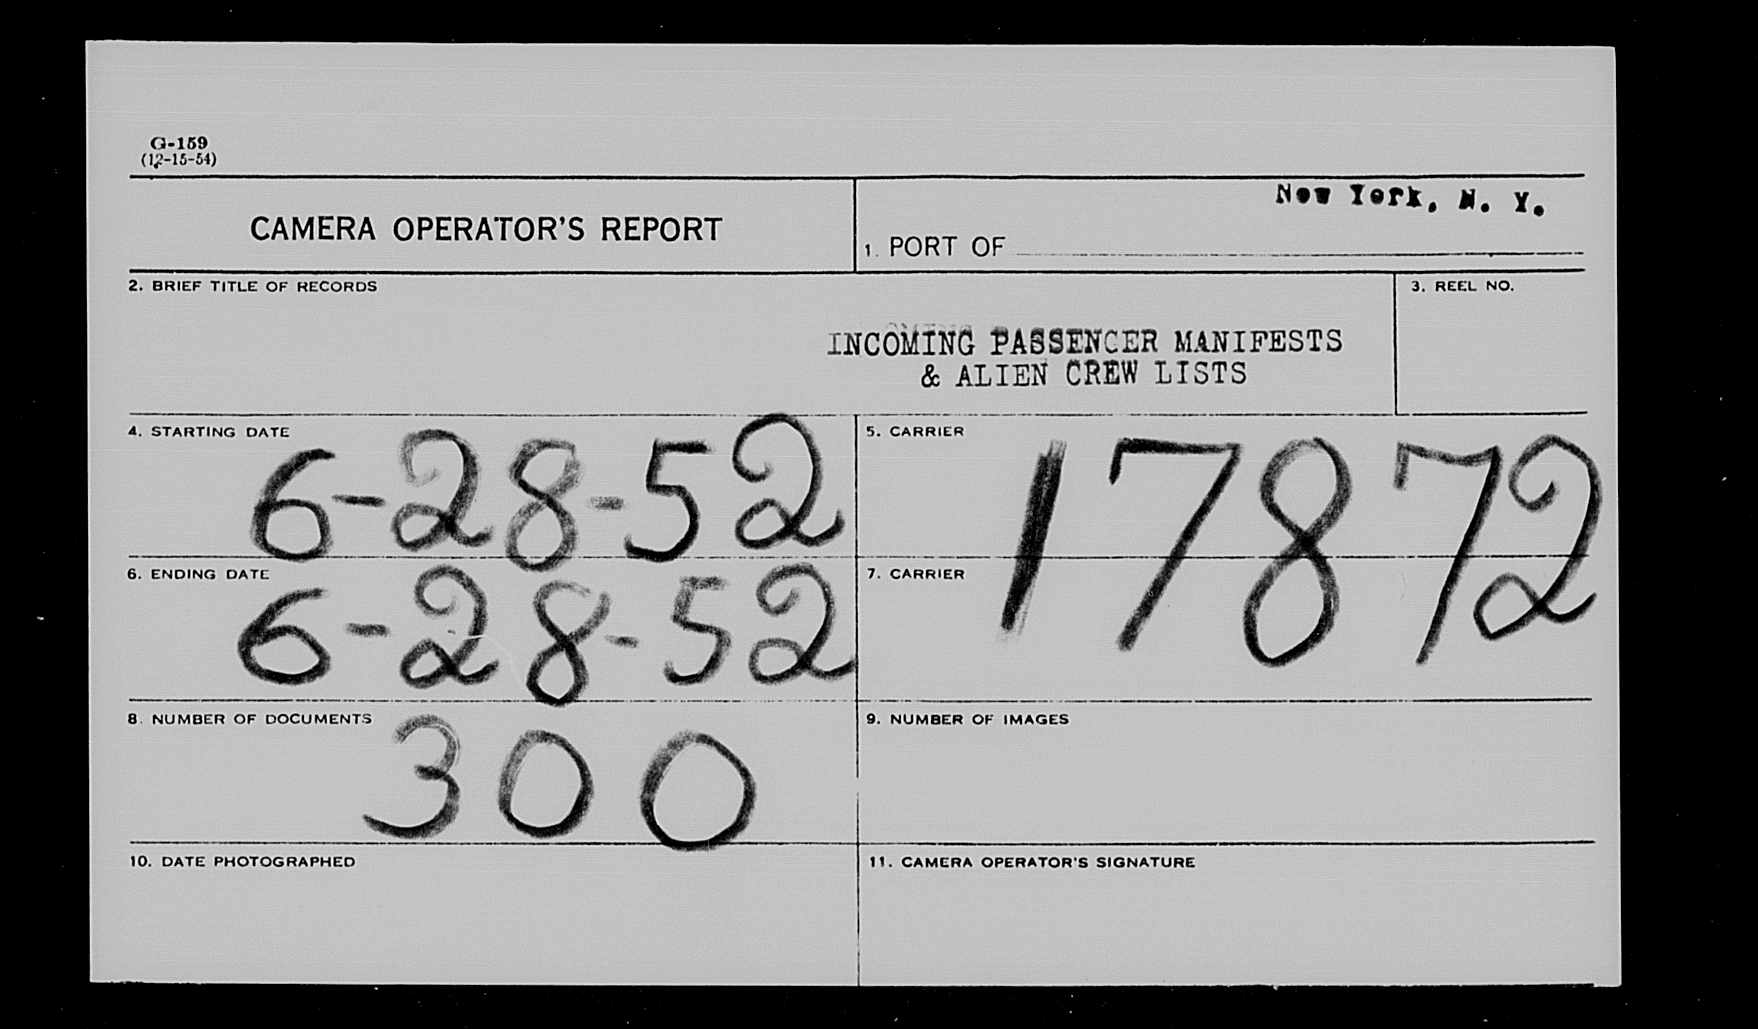 G-159
(12-15-54)
CAMERA OPERATOR'S REPORT
New York, N. Y.
1. PORT OF
2. BRIEF TITLE OF RECORDS
INCOMING PASSENGER MANIFESTS
& ALIEN CREW LISTS
3. REEL NO.
4. STARTING DATE
6-28-52
5. CARRIER
17872
6. ENDING DATE
6-28-52
7. CARRIER
8. NUMBER OF DOCUMENTS
300
9. NUMBER OF IMAGES
10. DATE PHOTOGRAPHED
11. CAMERA OPERATOR'S SIGNATURE